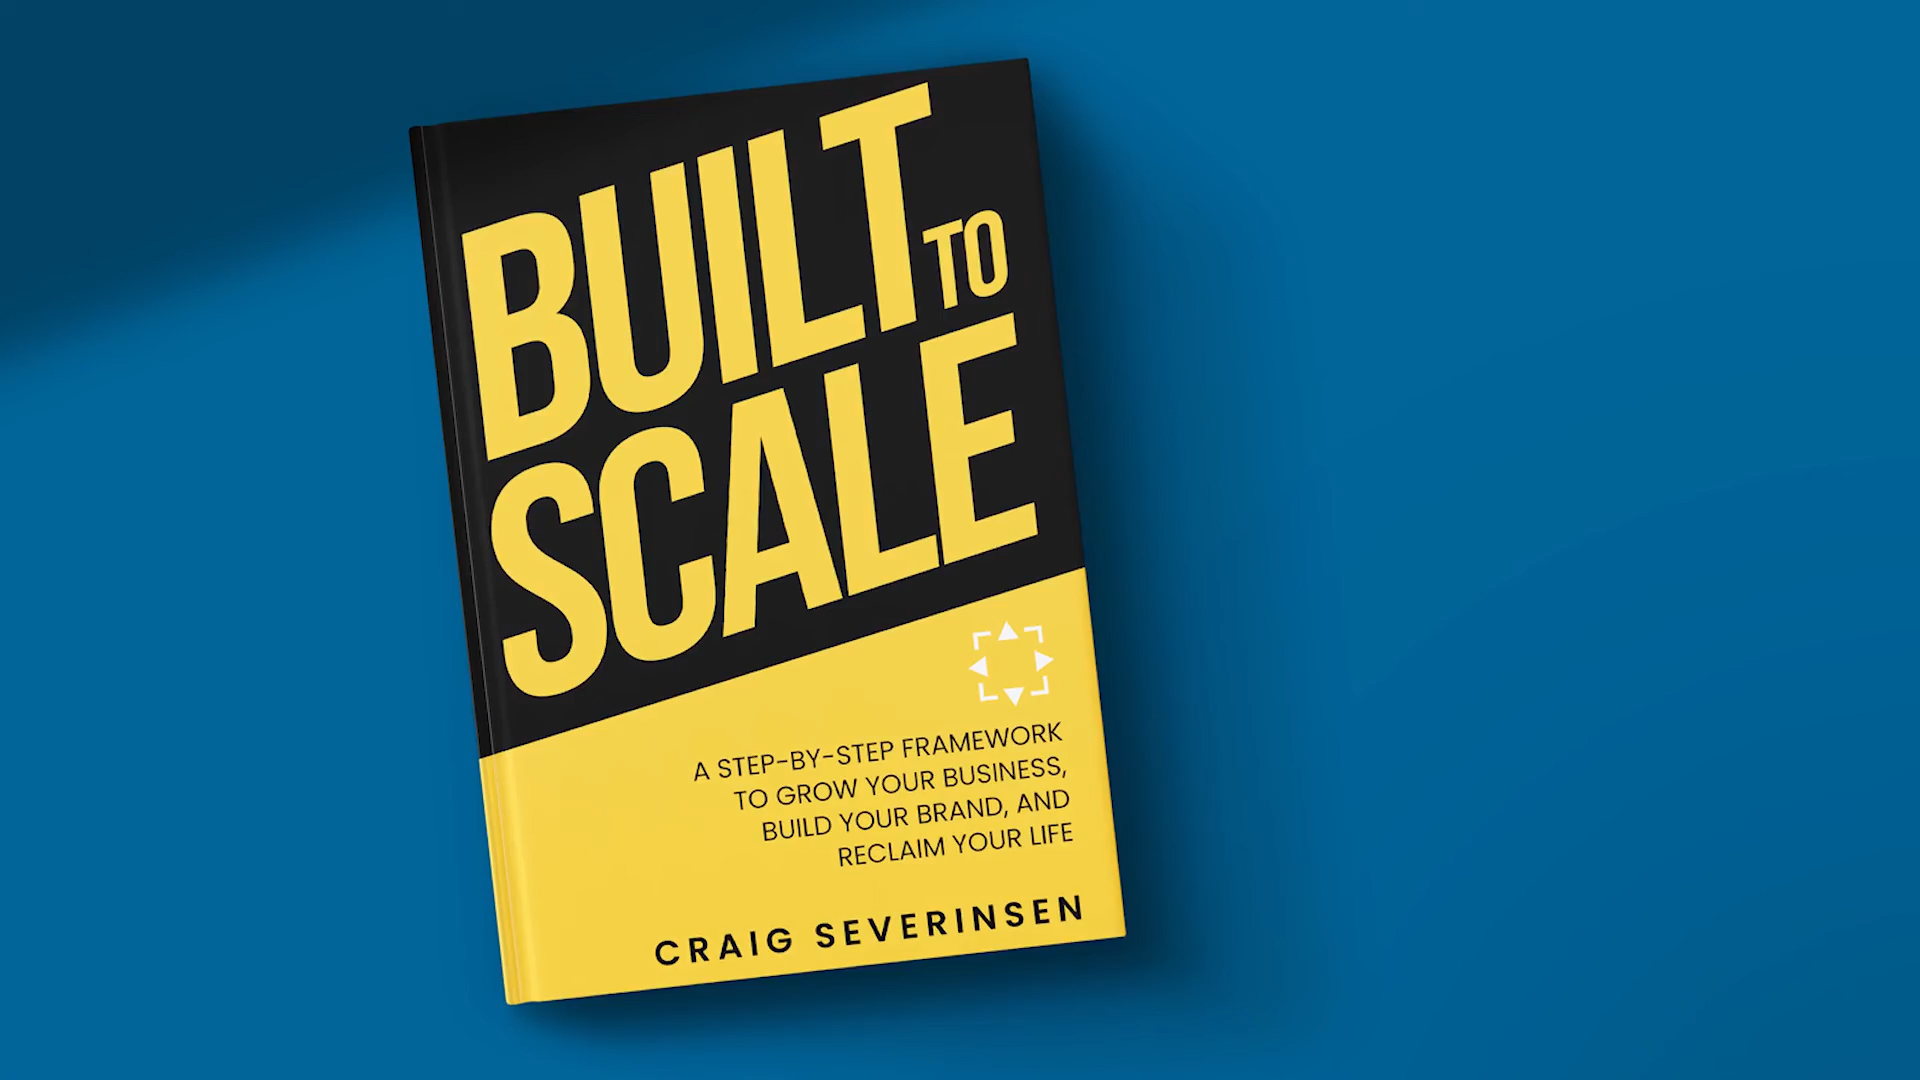 BUILT TO
SCALE
A STEP-BY-STEP FRAMEWORK
TO GROW YOUR BUSINESS,
BUILD YOUR BRAND, AND
RECLAIM YOUR LIFE
CRAIG SEVERINSEN